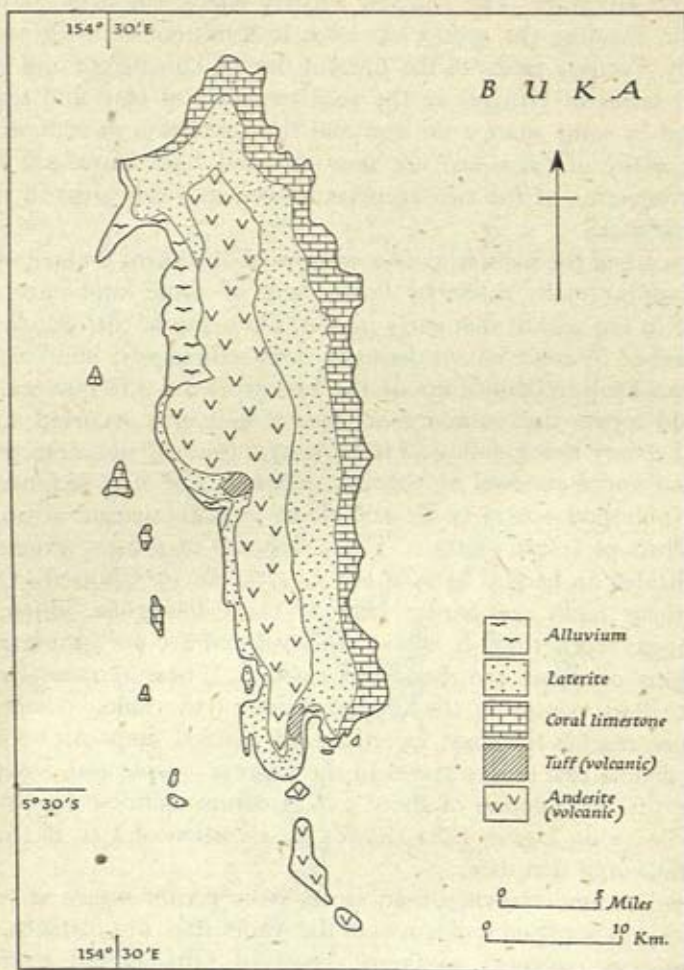 154° 30'E
BUKA
Alluvium
Laterite
Coral limestone
Tuff (volcanic)
Andesite
(volcanic)
5° 30'S
0 5 Miles
0 10 Km.
154° 30'E